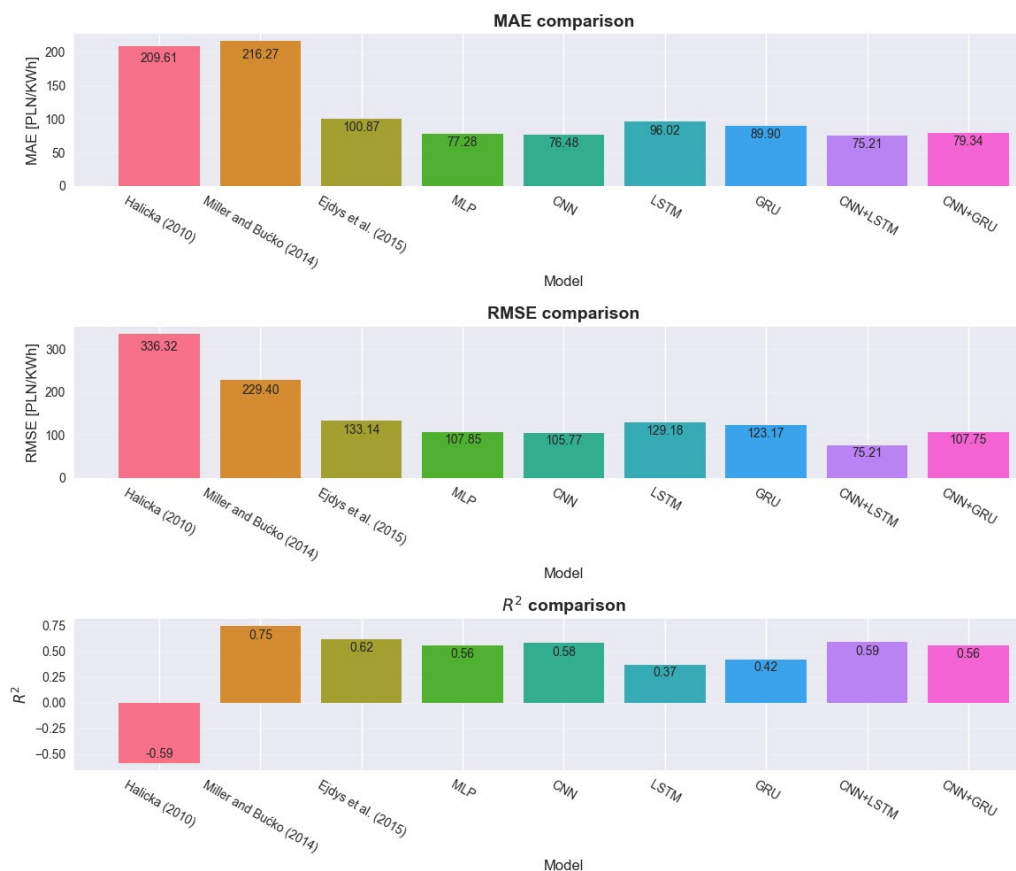 MAE comparison
MAE [PLN/KWh]
200
150
100
50
0
209.61 216.27 100.87 77.28 76.48 96.02 89.90 75.21 79.34
Halicka (2010) Miller and Bućko (2014) Ejdys et al. (2015) MLP CNN LSTM GRU CNN+LSTM CNN+GRU
Model
RMSE comparison
RMSE [PLN/KWh]
300
200
100
0
336.32 229.40 133.14 107.85 105.77 129.18 123.17 75.21 107.75
Halicka (2010) Miller and Bućko (2014) Ejdys et al. (2015) MLP CNN LSTM GRU CNN+LSTM CNN+GRU
Model
R² comparison
R²
0.75
0.50
0.25
0.00
−0.25
−0.50
-0.59 0.75 0.62 0.56 0.58 0.37 0.42 0.59 0.56
Halicka (2010) Miller and Bućko (2014) Ejdys et al. (2015) MLP CNN LSTM GRU CNN+LSTM CNN+GRU
Model